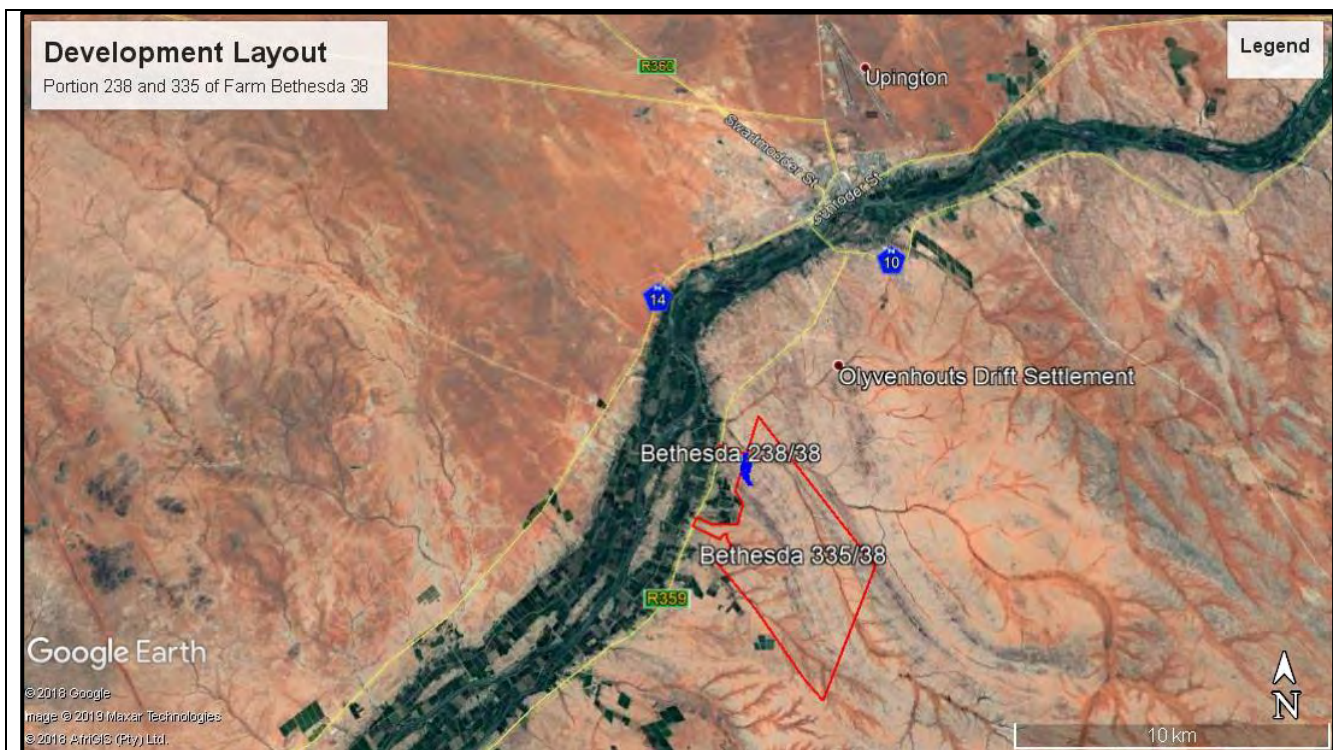 Development Layout
Portion 238 and 335 of Farm Bethesda 38
Legend
R360
Upington
Swartmodder St
Schroder St
N
10
N
14
Olyvenhouts Drift Settlement
Bethesda 238/38
Bethesda 335/38
R359
Google Earth
© 2018 Google
Image © 2019 Maxar Technologies
© 2018 AfriGIS (Pty) Ltd.
N
10 km